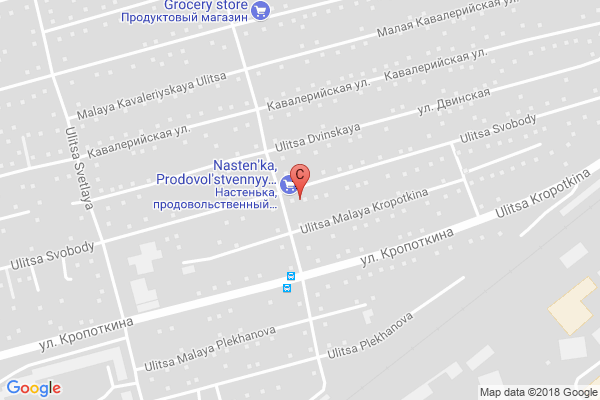 Grocery store
Продуктовый магазин
Малая Кавалерийская ул.
Malaya Kavaleriyskaya Ulitsa
Кавалерийская ул.
Кавалерийская ул.
Кавалерийская ул.
ул. Двинская
Ulitsa Dvinskaya
Ulitsa Svobody
Ulitsa Svetlaya
Nasten'ka,
Prodovol'stvennyy...
Настенька,
продовольственный...
C
Ulitsa Malaya Kropotkina
Ulitsa Kropotkina
Ulitsa Svobody
ул. Кропоткина
ул. Кропоткина
Ulitsa Malaya Plekhanova
Ulitsa Plekhanova
Google
Map data ©2018 Google